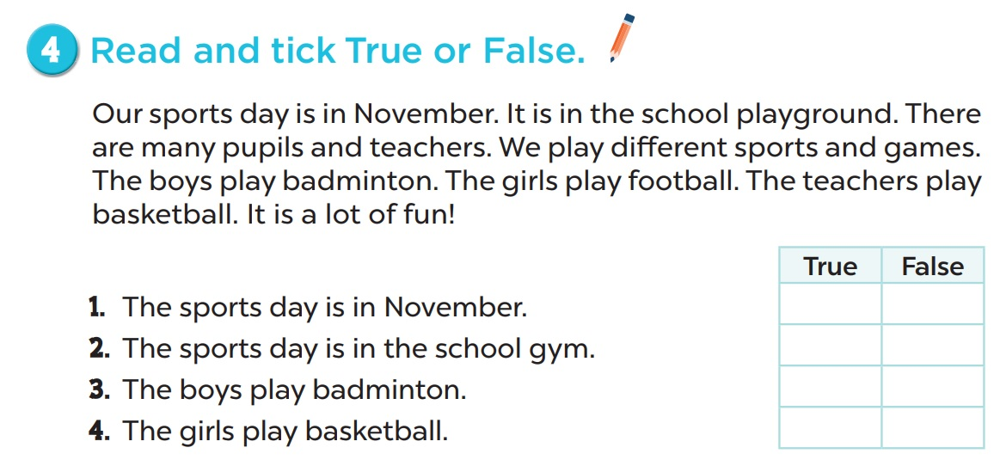 4 Read and tick True or False.
Our sports day is in November. It is in the school playground. There
are many pupils and teachers. We play different sports and games.
The boys play badminton. The girls play football. The teachers play
basketball. It is a lot of fun!
True False
1. The sports day is in November.
2. The sports day is in the school gym.
3. The boys play badminton.
4. The girls play basketball.